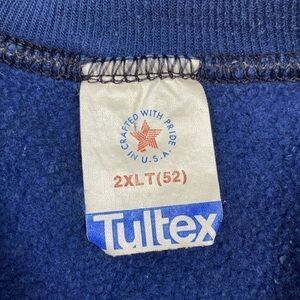 CRAFTED WITH PRIDE
IN U.S.A.
2XLT(52)
Tultex